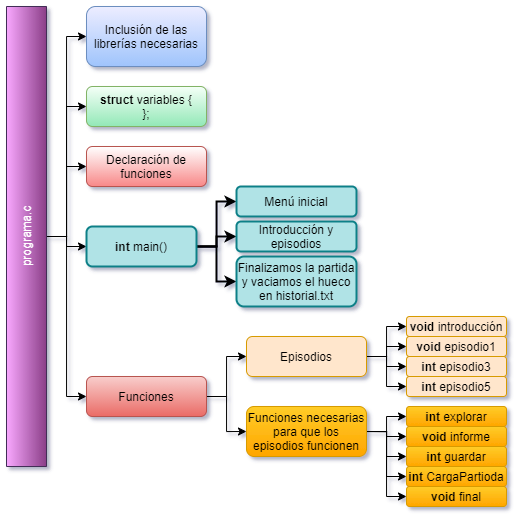 programa.c
Inclusión de las
librerías necesarias
struct variables {
};
Declaración de
funciones
int main()
Menú inicial
Introducción y
episodios
Finalizamos la partida
y vaciamos el hueco
en historial.txt
Funciones
Episodios
void introducción
void episodio1
int episodio3
int episodio5
Funciones necesarias
para que los
episodios funcionen
int explorar
void informe
int guardar
int CargaPartioda
void final